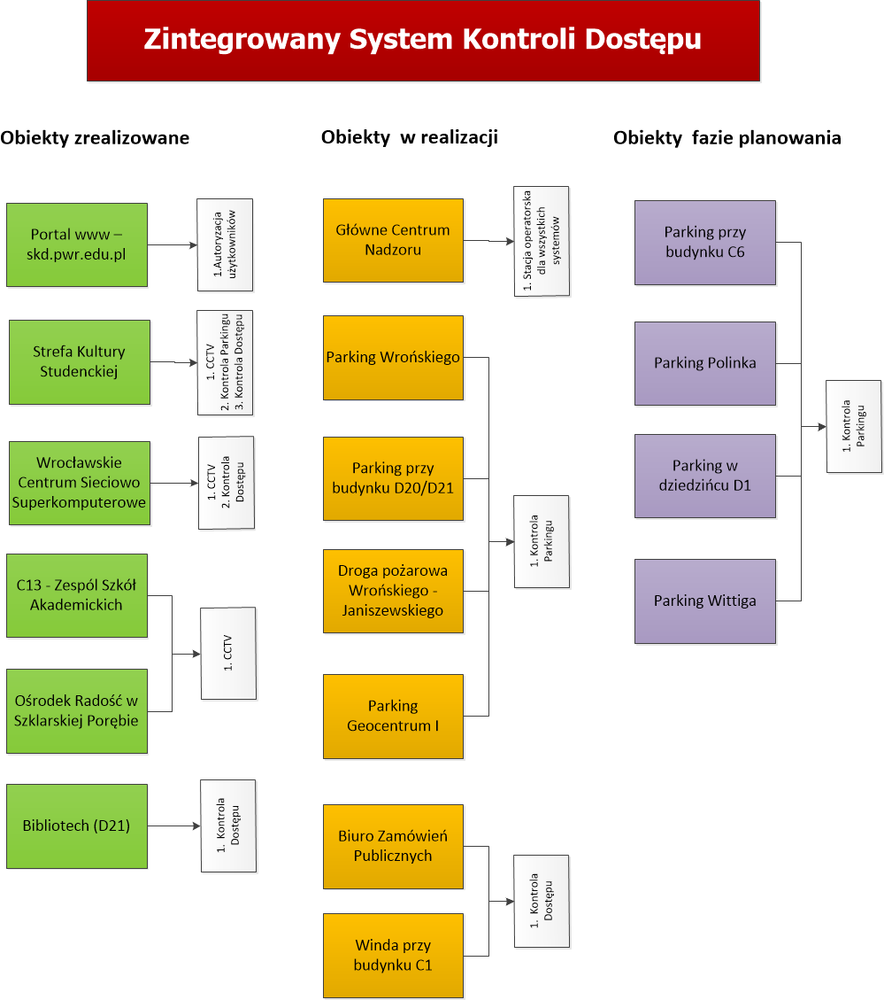 Zintegrowany System Kontroli Dostępu
Obiekty zrealizowane
Portal www –
skd.pwr.edu.pl
1.Autoryzacja
użytkowników
Strefa Kultury
Studenckiej
1. CCTV
2. Kontrola Parkingu
3. Kontrola Dostępu
Wrocławskie
Centrum Sieciowo
Superkomputerowe
1. CCTV
2. Kontrola
Dostępu
C13 - Zespól Szkół
Akademickich
Ośrodek Radość w
Szklarskiej Porębie
1. CCTV
Bibliotech (D21)
1. Kontrola
Dostępu
Obiekty w realizacji
Główne Centrum
Nadzoru
1. Stacja operatorska
dla wszystkich
systemów
Parking Wrońskiego
Parking przy
budynku D20/D21
Droga pożarowa
Wrońskiego -
Janiszewskiego
Parking
Geocentrum I
1. Kontrola
Parkingu
Biuro Zamówień
Publicznych
Winda przy
budynku C1
1. Kontrola
Dostępu
Obiekty fazie planowania
Parking przy
budynku C6
Parking Polinka
Parking w
dziedzińcu D1
Parking Wittiga
1. Kontrola
Parkingu